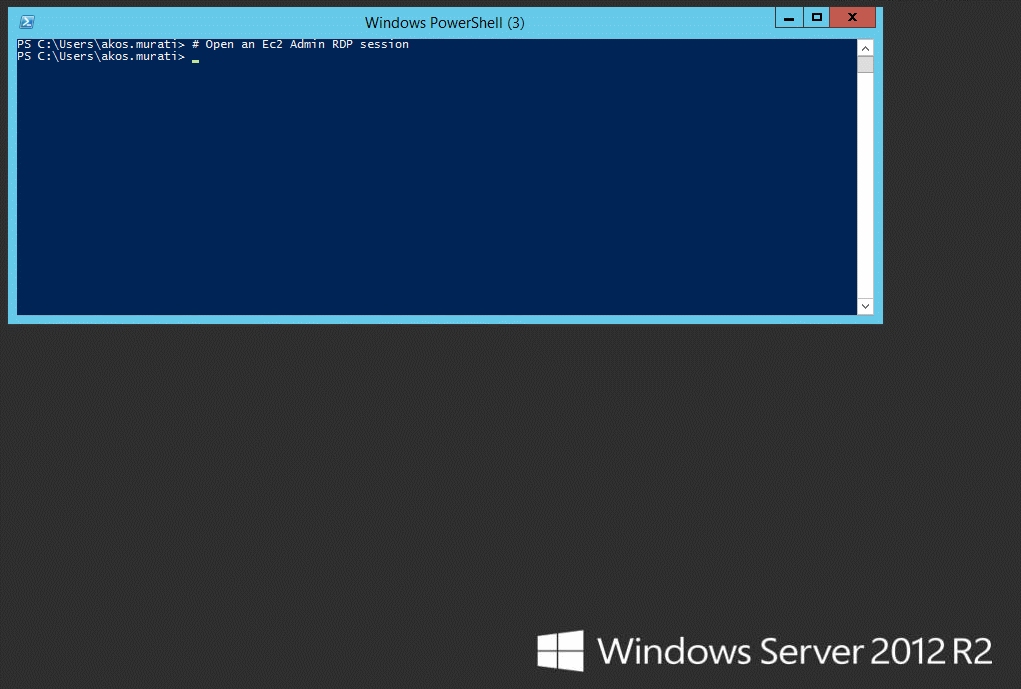 Windows PowerShell (3)
PS C:\Users\akos.murati> # Open an Ec2 Admin RDP session
PS C:\Users\akos.murati>
Windows Server 2012 R2